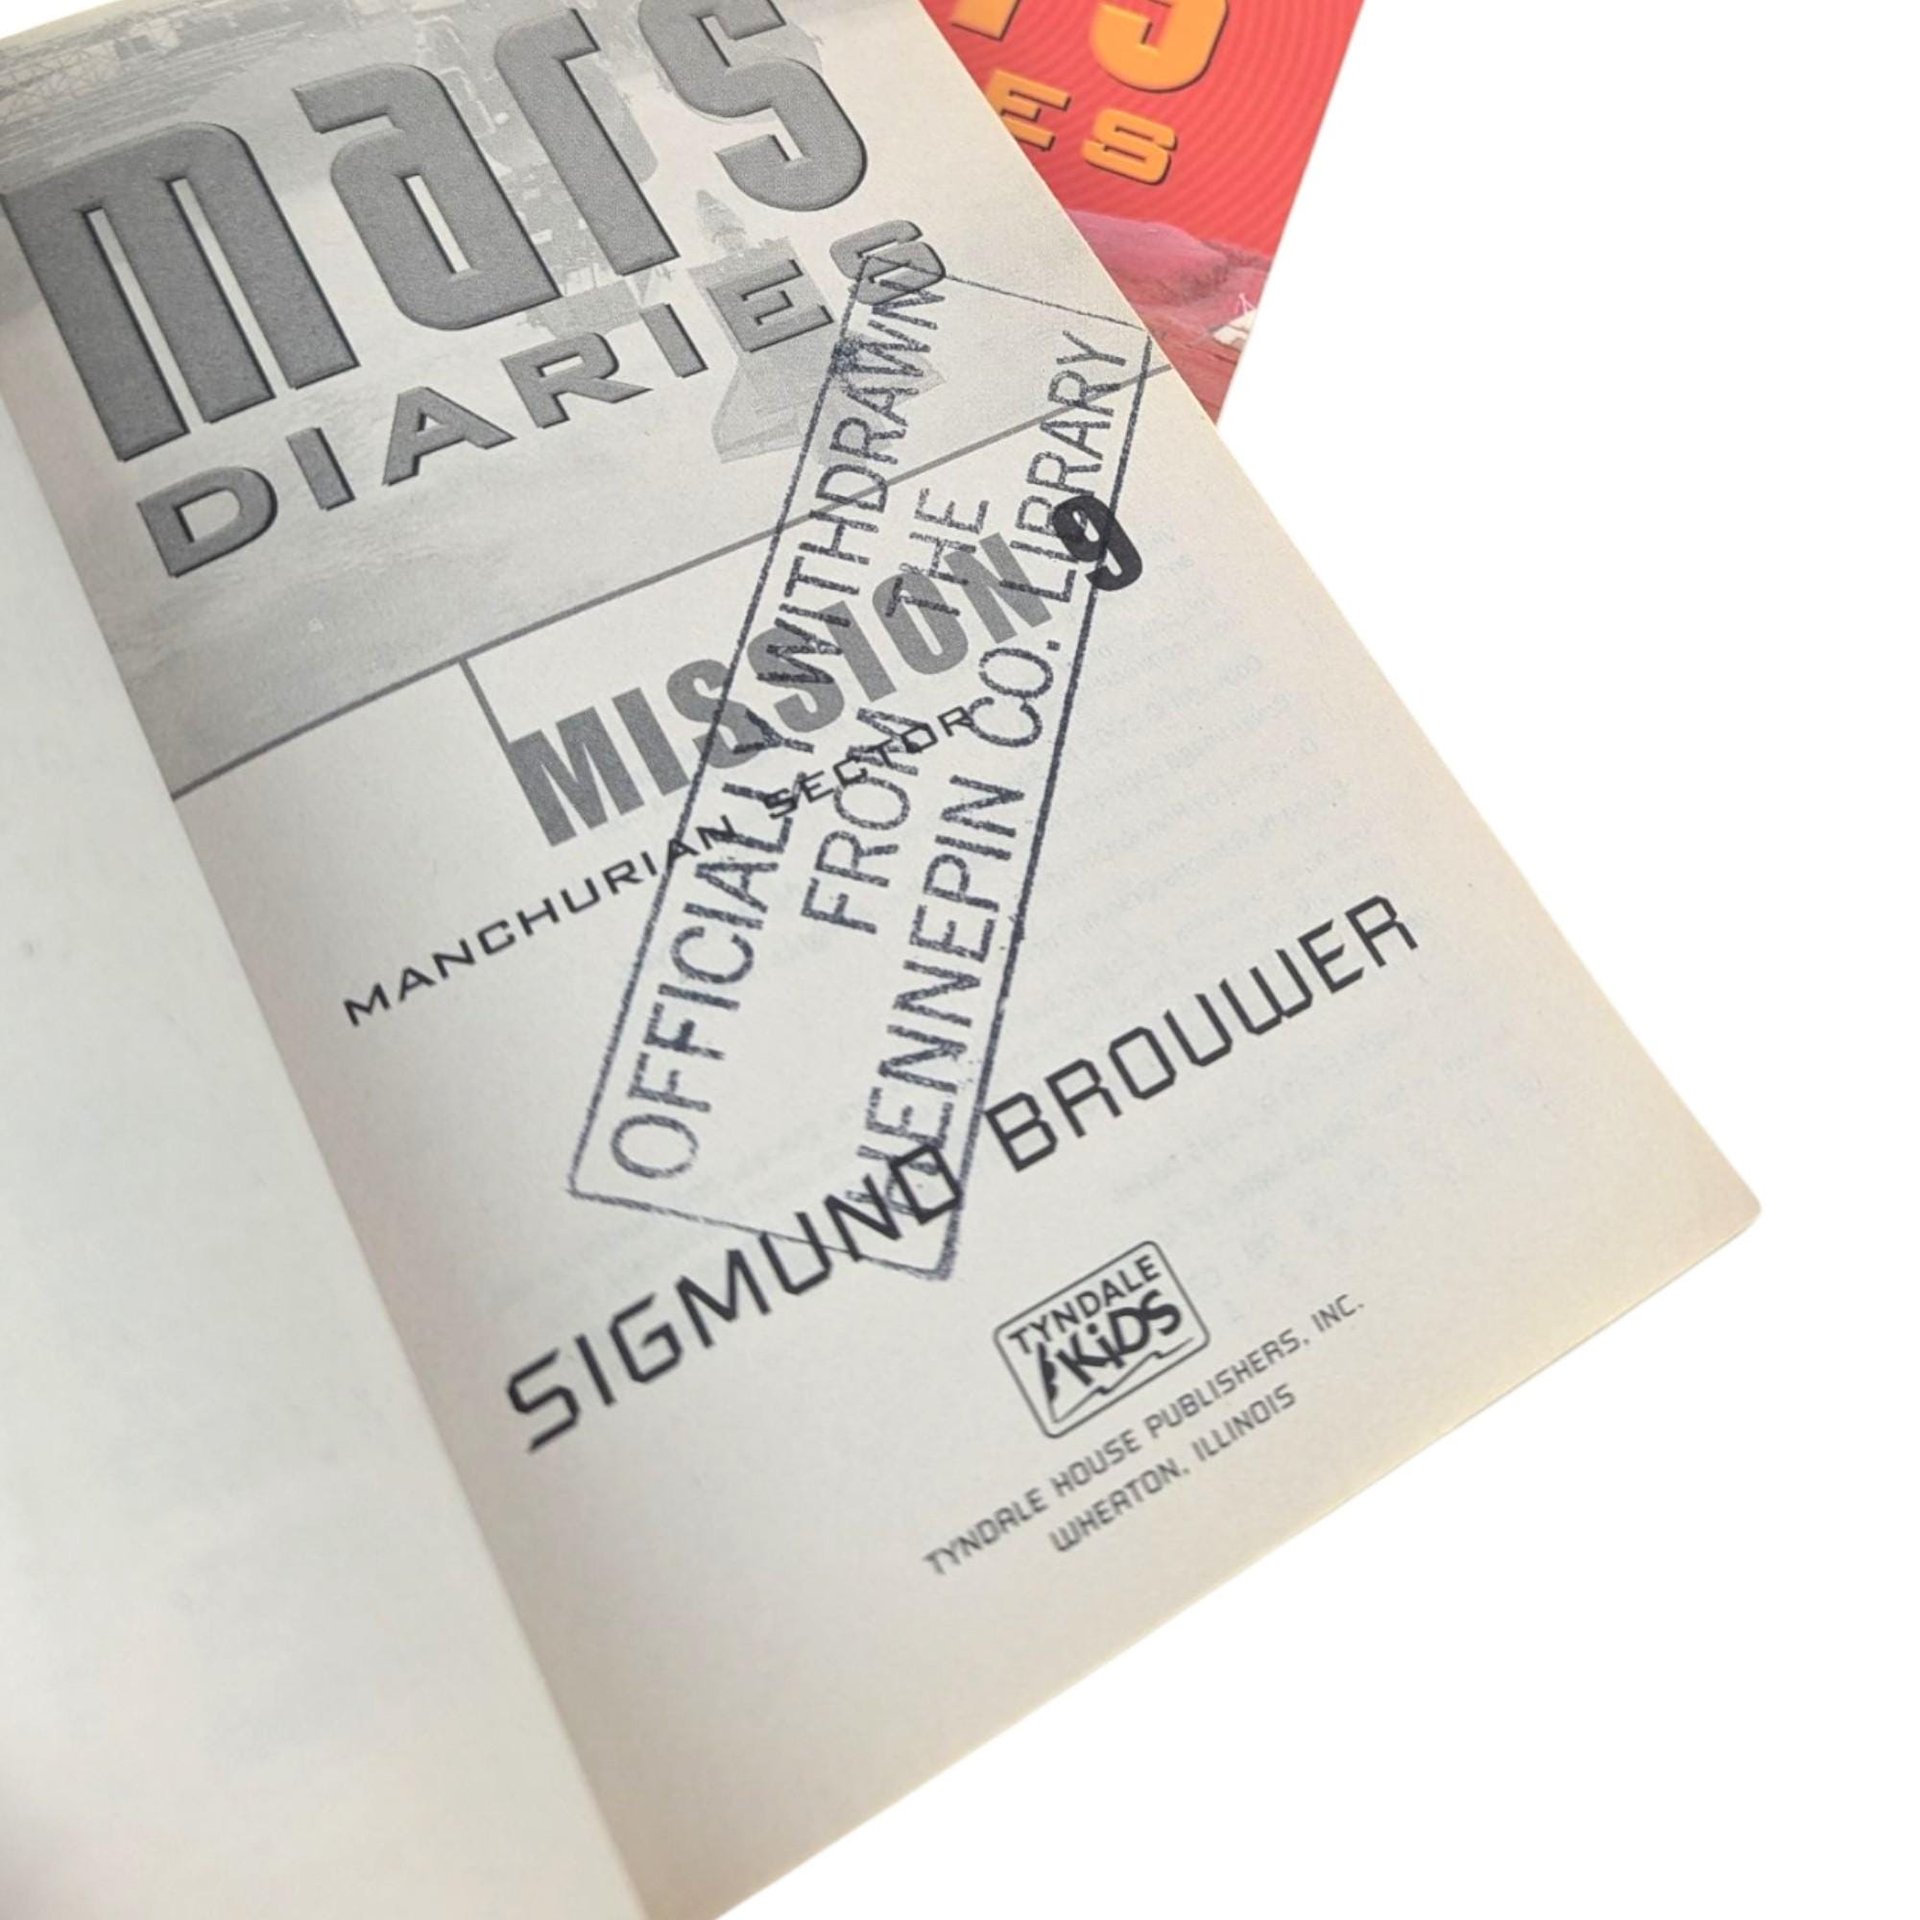 mars
DIARIES
MISSION 9
MANCHURIAN SECTOR
OFFICIALLY WITHDRAWN
FROM THE
HENNEPIN CO. LIBRARY
SIGMUND BROUWER
TYNDALE
KiDS
TYNDALE HOUSE PUBLISHERS, INC.
WHEATON, ILLINOIS